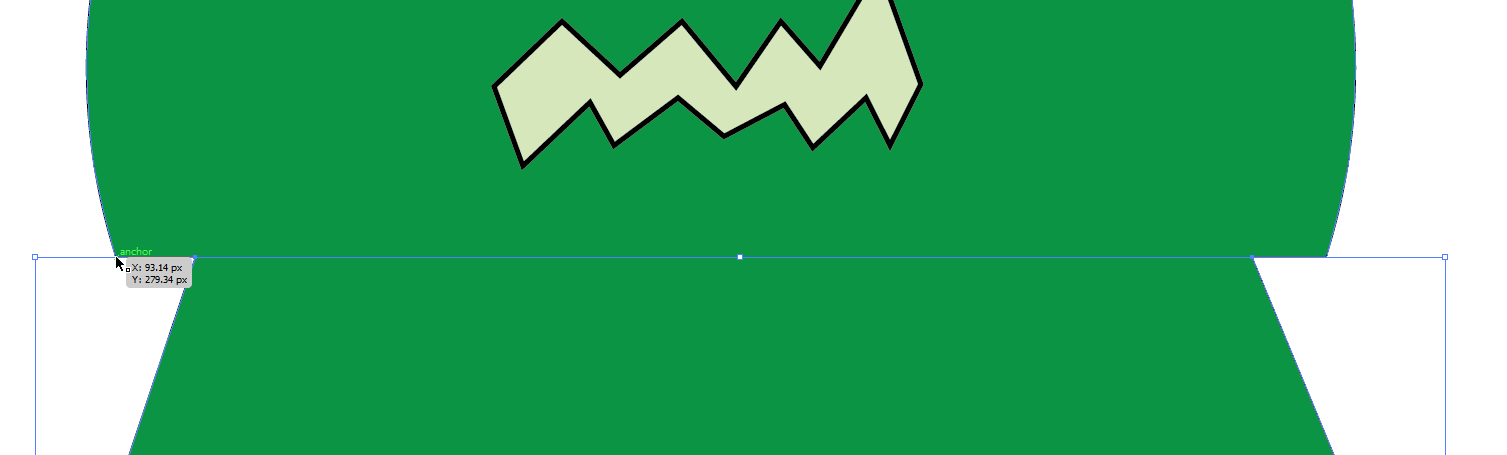 anchor
X: 93.14 px
Y: 279.34 px